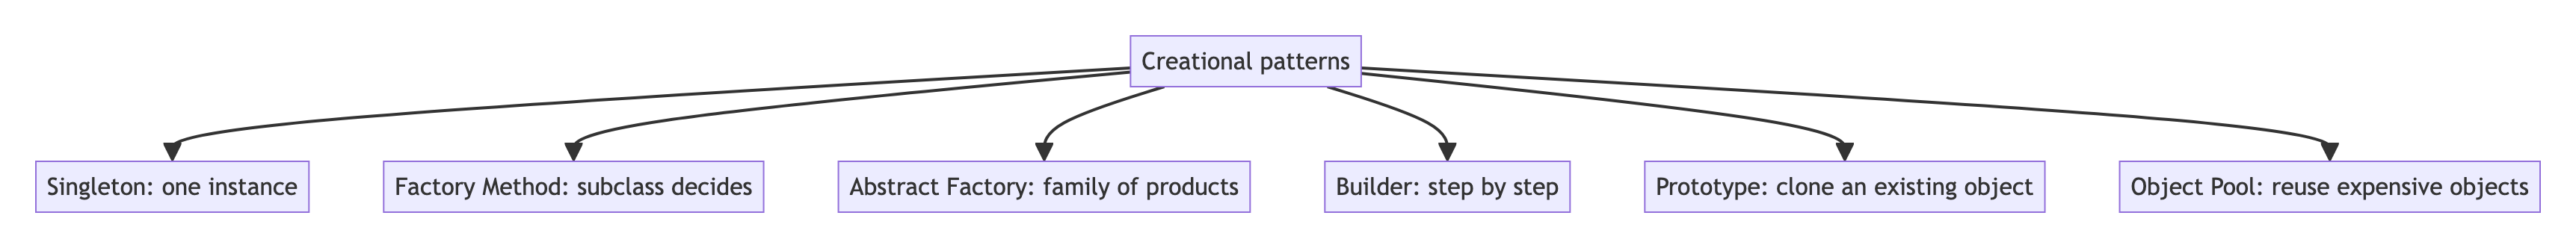 Creational patterns
Singleton: one instance
Factory Method: subclass decides
Abstract Factory: family of products
Builder: step by step
Prototype: clone an existing object
Object Pool: reuse expensive objects